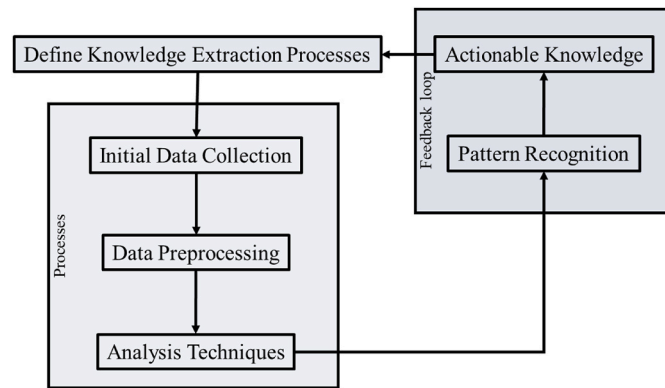 Define Knowledge Extraction Processes
Actionable Knowledge
Feedback loop
Initial Data Collection
Pattern Recognition
Data Preprocessing
Processes
Analysis Techniques